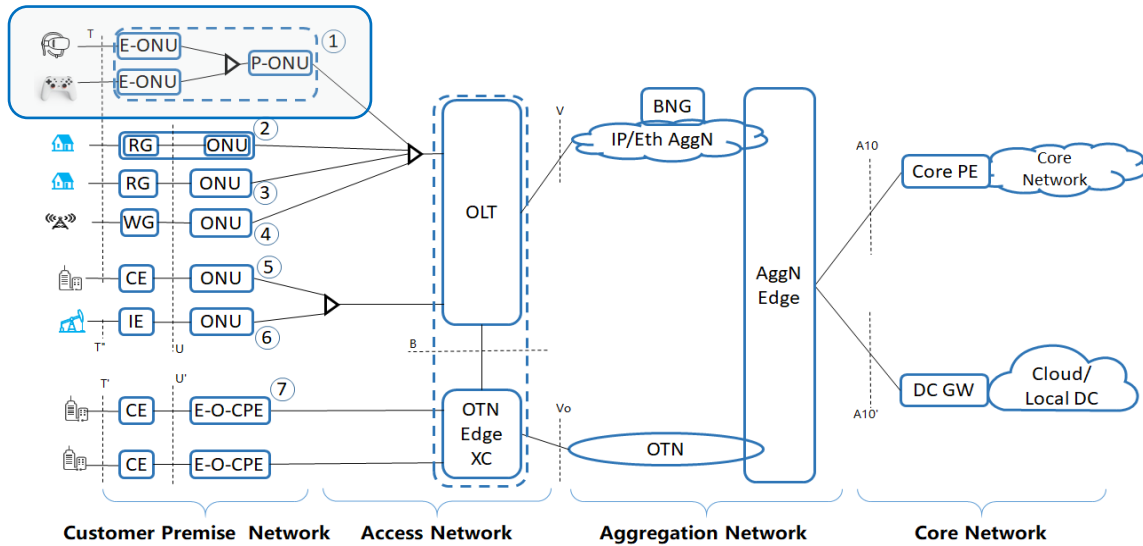 T
E-ONU
1
P-ONU
E-ONU
2
RG
ONU
RG
ONU
3
WG
ONU
4
CE
ONU
5
IE
ONU
6
T"
U
T'
U'
7
CE
E-O-CPE
CE
E-O-CPE
OLT
B
OTN
Edge
XC
V
BNG
IP/Eth AggN
Vo
OTN
AggN
Edge
A10
Core PE
Core
Network
A10'
DC GW
Cloud/
Local DC
Customer Premise Network
Access Network
Aggregation Network
Core Network